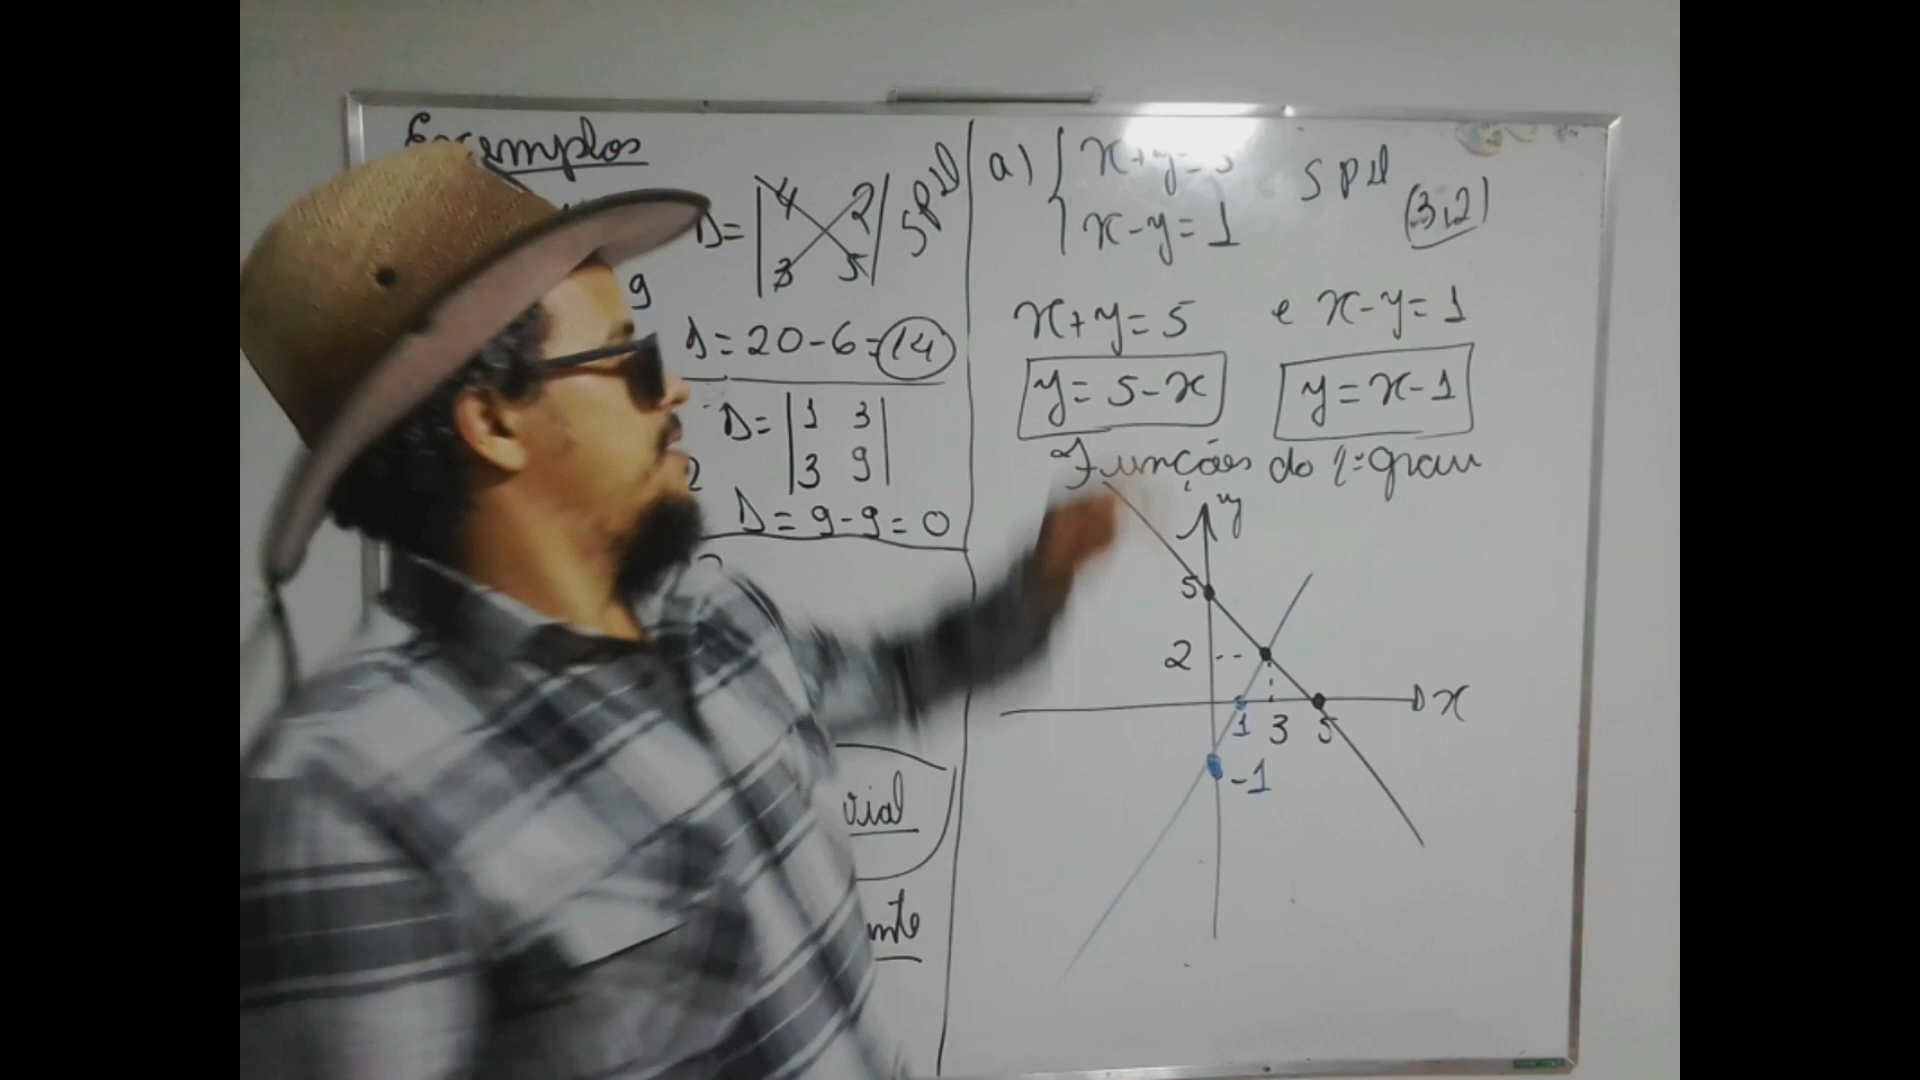 Exemplos
D= |4 2| SPD
|3 5|
9
D= 20-6=14
D= |1 3|
|3 9|
2
D= 9-9=0
vial
ante
a) { x+y=5 SPD
x-y=1 (3,2)
x+y=5 e x-y=1
y=5-x y=x-1
Funções do 1º grau
y
5
2
x
1 3 5
-1